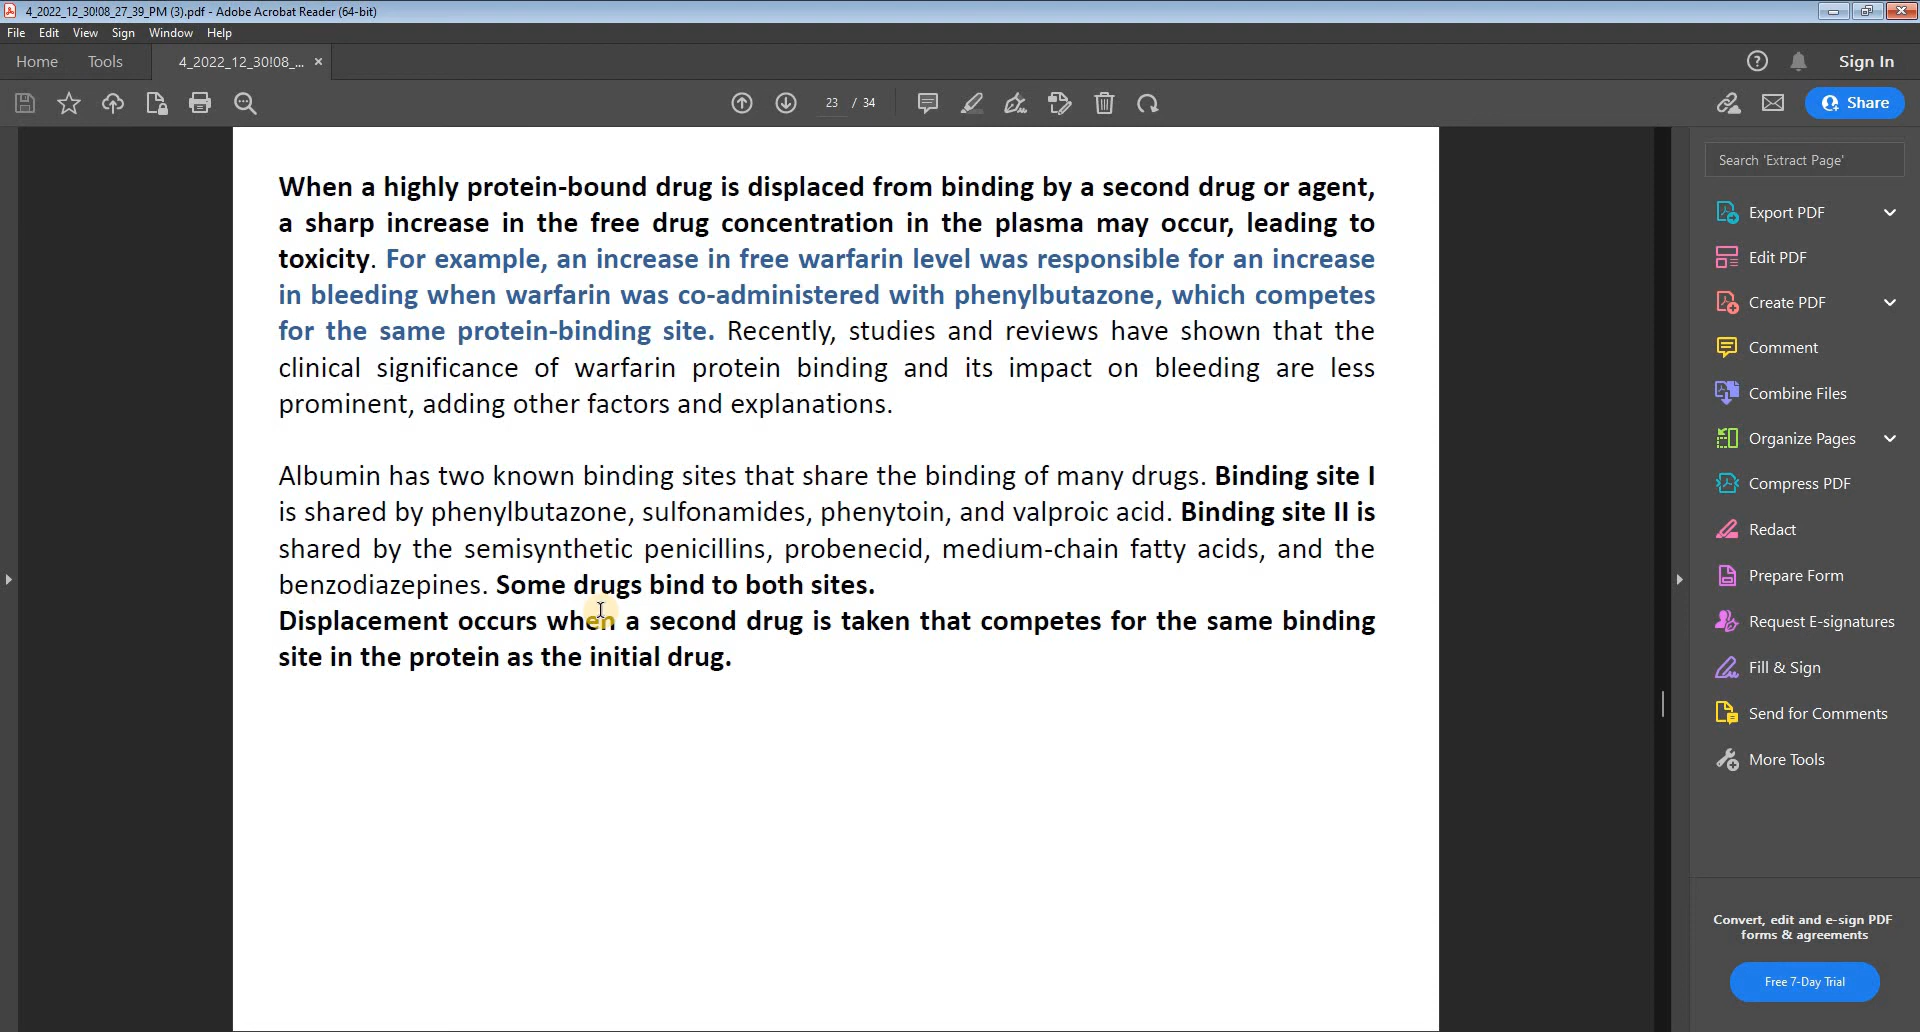 4_2022_12_30!08_27_39_PM (3).pdf - Adobe Acrobat Reader (64-bit)
File Edit View Sign Window Help
Home Tools 4_2022_12_30!08_... × Sign In
23 / 34 Share
Search 'Extract Page'
Export PDF
Edit PDF
Create PDF
Comment
Combine Files
Organize Pages
Compress PDF
Redact
Prepare Form
Request E-signatures
Fill & Sign
Send for Comments
More Tools
Convert, edit and e-sign PDF
forms & agreements
Free 7-Day Trial
When a highly protein-bound drug is displaced from binding by a second drug or agent,
a sharp increase in the free drug concentration in the plasma may occur, leading to
toxicity. For example, an increase in free warfarin level was responsible for an increase
in bleeding when warfarin was co-administered with phenylbutazone, which competes
for the same protein-binding site. Recently, studies and reviews have shown that the
clinical significance of warfarin protein binding and its impact on bleeding are less
prominent, adding other factors and explanations.
Albumin has two known binding sites that share the binding of many drugs. Binding site I
is shared by phenylbutazone, sulfonamides, phenytoin, and valproic acid. Binding site II is
shared by the semisynthetic penicillins, probenecid, medium-chain fatty acids, and the
benzodiazepines. Some drugs bind to both sites.
Displacement occurs when a second drug is taken that competes for the same binding
site in the protein as the initial drug.